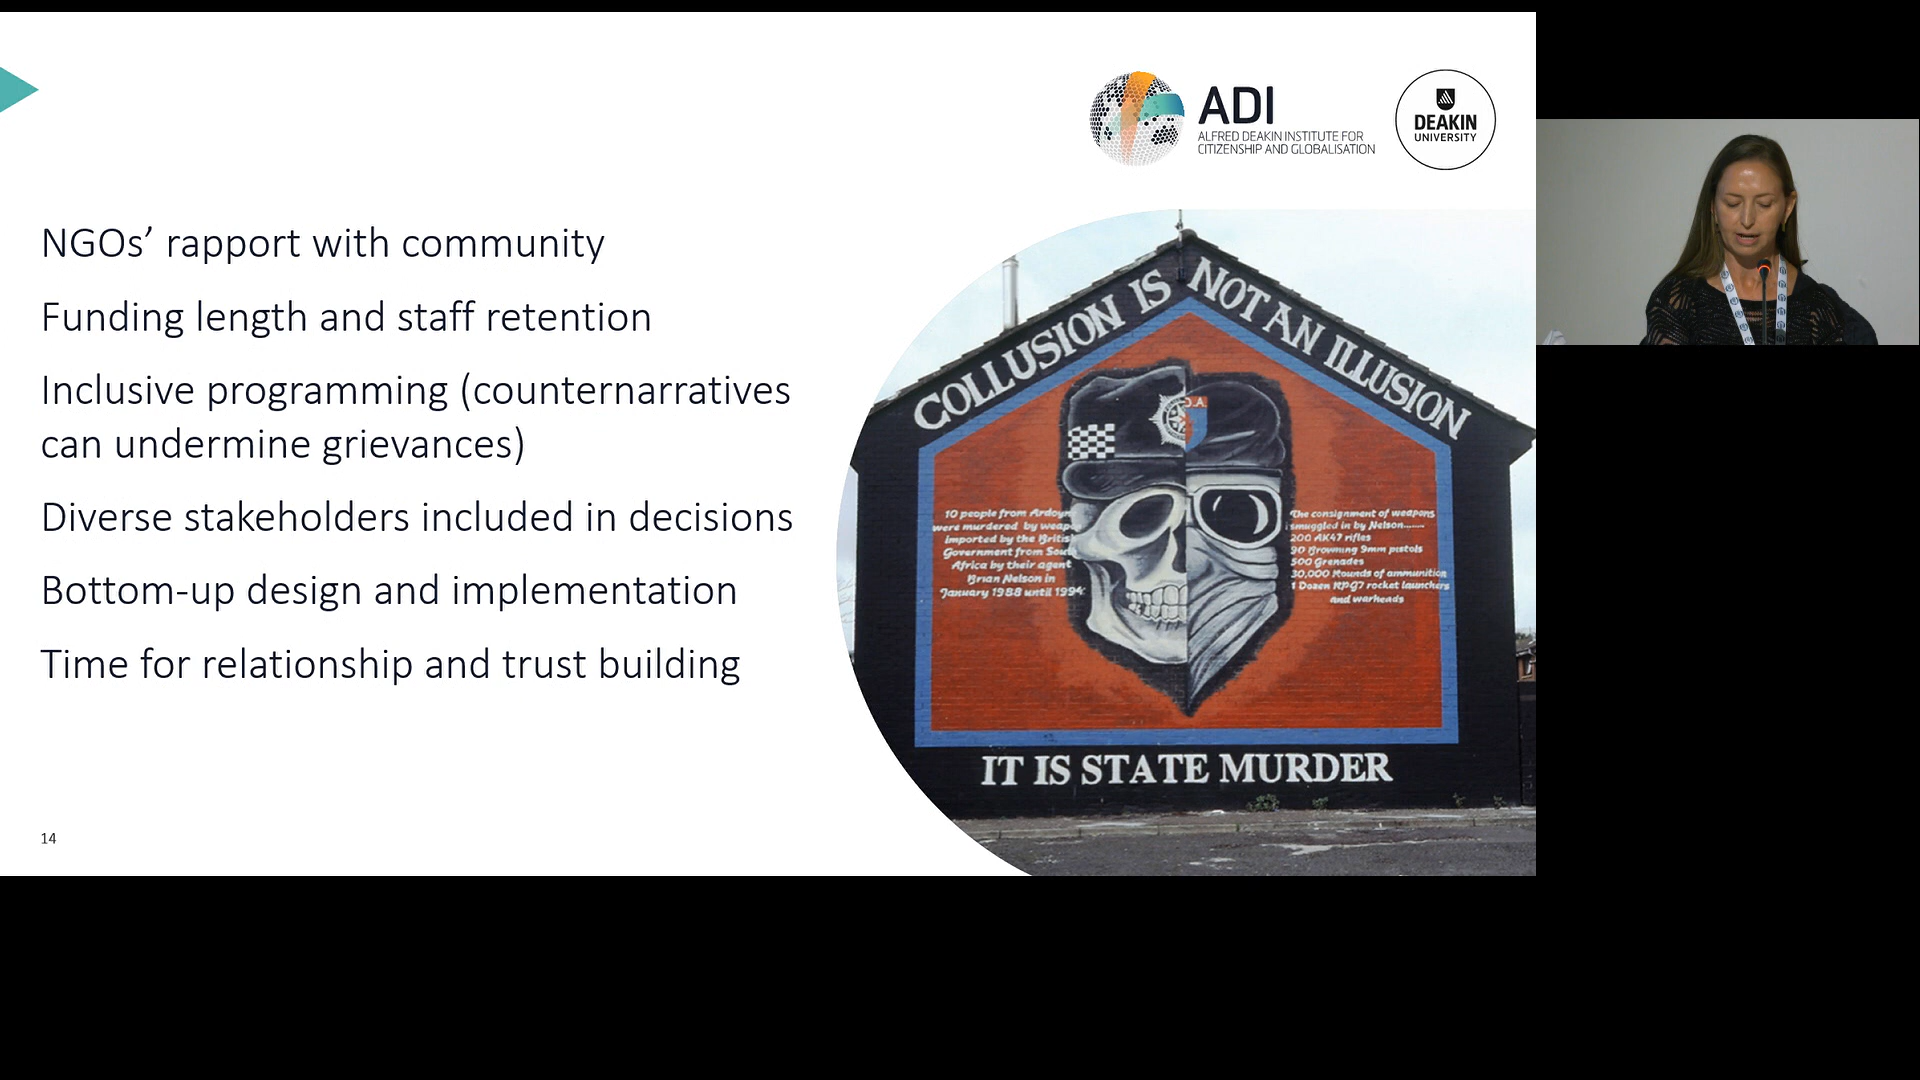 ADI
ALFRED DEAKIN INSTITUTE FOR
CITIZENSHIP AND GLOBALISATION
DEAKIN
UNIVERSITY
NGOs’ rapport with community
Funding length and staff retention
Inclusive programming (counternarratives
can undermine grievances)
Diverse stakeholders included in decisions
Bottom-up design and implementation
Time for relationship and trust building
14
COLLUSION IS NOT AN ILLUSION
10 people from Ardoyn
were murdered by weapo
imported by the Britis
Government from Sout
Africa by their agent
Brian Nelson in
January 1988 until 1994
The consignment of weapons
smuggled in by Nelson.......
200 AK47 rifles
90 Browning 9mm pistols
500 Grenades
30,000 Rounds of ammunition
1 Dozen RPG7 rocket launchers
and warheads
IT IS STATE MURDER